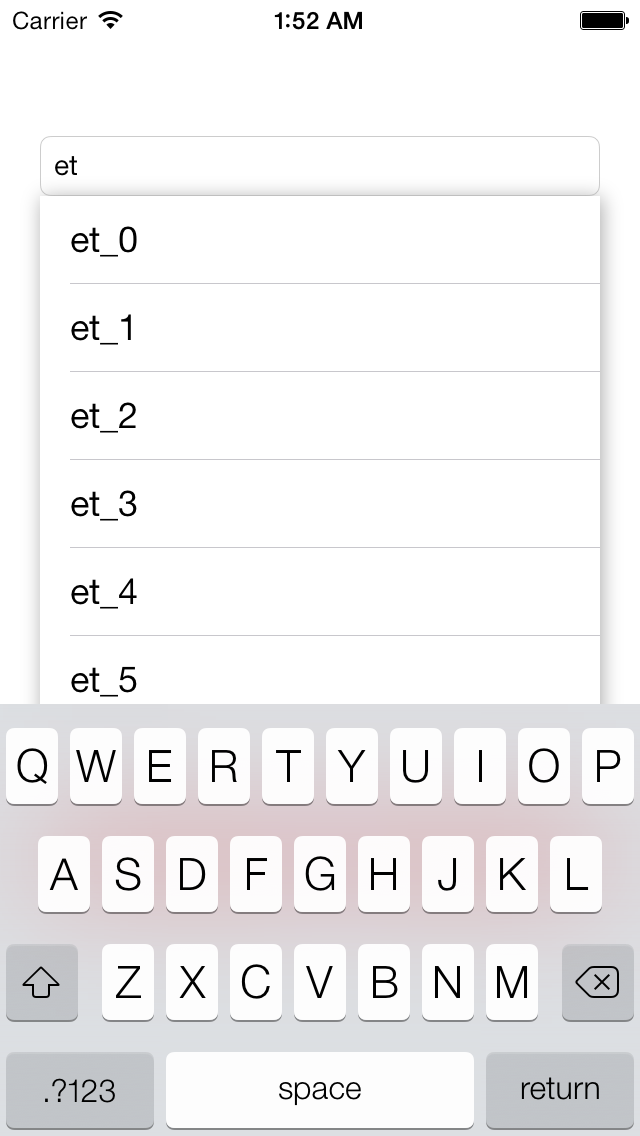 Carrier 1:52 AM
et
et_0
et_1
et_2
et_3
et_4
et_5
Q W E R T Y U I O P
A S D F G H J K L
Z X C V B N M
.?123 space return